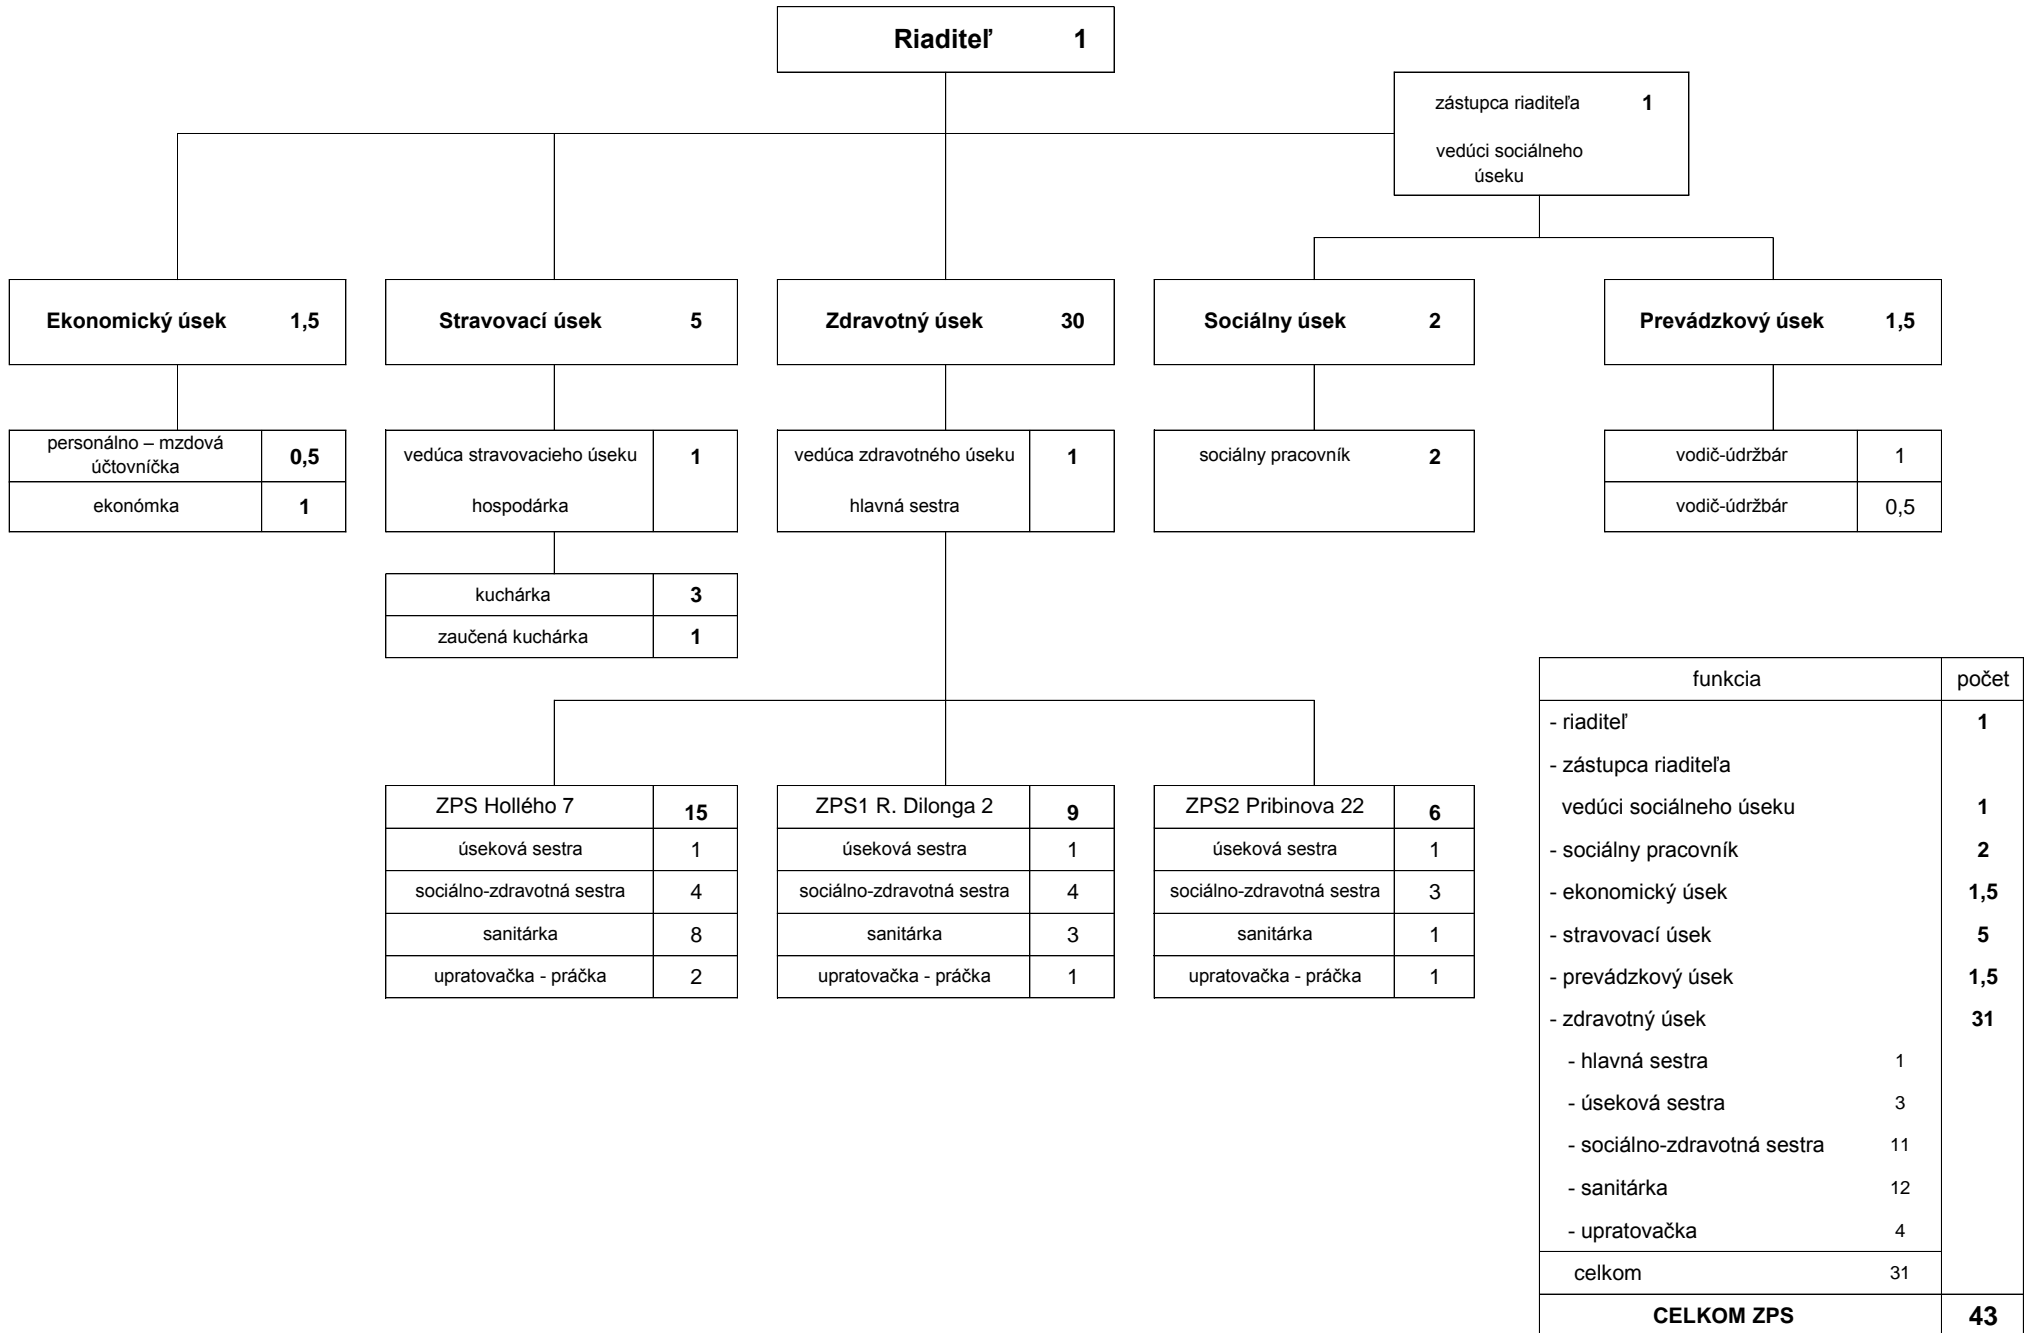 Riaditeľ 1
zástupca riaditeľa 1
vedúci sociálneho
úseku
Ekonomický úsek 1,5
Stravovací úsek 5
Zdravotný úsek 30
Sociálny úsek 2
Prevádzkový úsek 1,5
personálno – mzdová
účtovníčka 0,5
ekonómka 1
vedúca stravovacieho úseku 1
hospodárka
vedúca zdravotného úseku 1
hlavná sestra
sociálny pracovník 2
vodič-údržbár 1
vodič-údržbár 0,5
kuchárka 3
zaučená kuchárka 1
ZPS Hollého 7 15
úseková sestra 1
sociálno-zdravotná sestra 4
sanitárka 8
upratovačka - práčka 2
ZPS1 R. Dilonga 2 9
úseková sestra 1
sociálno-zdravotná sestra 4
sanitárka 3
upratovačka - práčka 1
ZPS2 Pribinova 22 6
úseková sestra 1
sociálno-zdravotná sestra 3
sanitárka 1
upratovačka - práčka 1
funkcia počet
- riaditeľ 1
- zástupca riaditeľa
vedúci sociálneho úseku 1
- sociálny pracovník 2
- ekonomický úsek 1,5
- stravovací úsek 5
- prevádzkový úsek 1,5
- zdravotný úsek 31
- hlavná sestra 1
- úseková sestra 3
- sociálno-zdravotná sestra 11
- sanitárka 12
- upratovačka 4
celkom 31
CELKOM ZPS 43